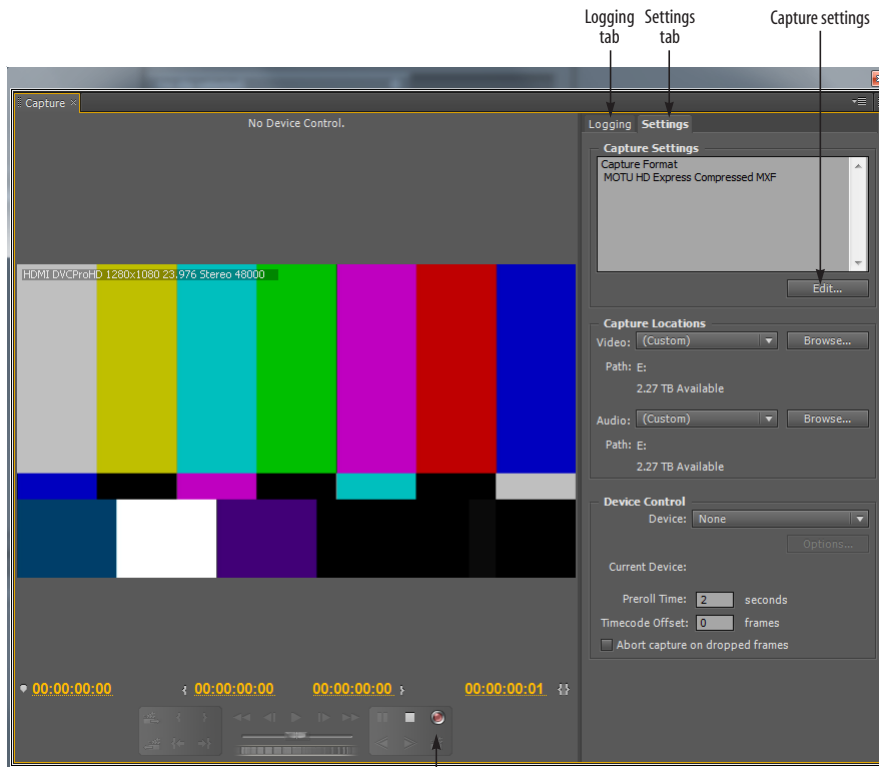 Logging tab
Settings tab
Capture settings
Capture
No Device Control.
Logging
Settings
HDMI DVCProHD 1280x1080 23.976 Stereo 48000
Capture Settings
Capture Format
MOTU HD Express Compressed MXF
Edit...
Capture Locations
Video: (Custom) Browse...
Path: E:
2.27 TB Available
Audio: (Custom) Browse...
Path: E:
2.27 TB Available
Device Control
Device: None
Options...
Current Device:
Preroll Time: 2 seconds
Timecode Offset: 0 frames
Abort capture on dropped frames
00:00:00:00 { 00:00:00:00 00:00:00:00 } 00:00:00:01